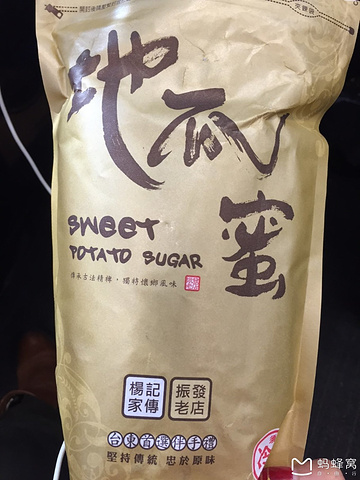 地瓜蜜
SWEET
POTATO SUGAR
傳承古法精粹，獨特懷鄉風味
楊記
家傳
振發
老店
台東首選伴手禮
堅持傳統 忠於原味
蚂蜂窝